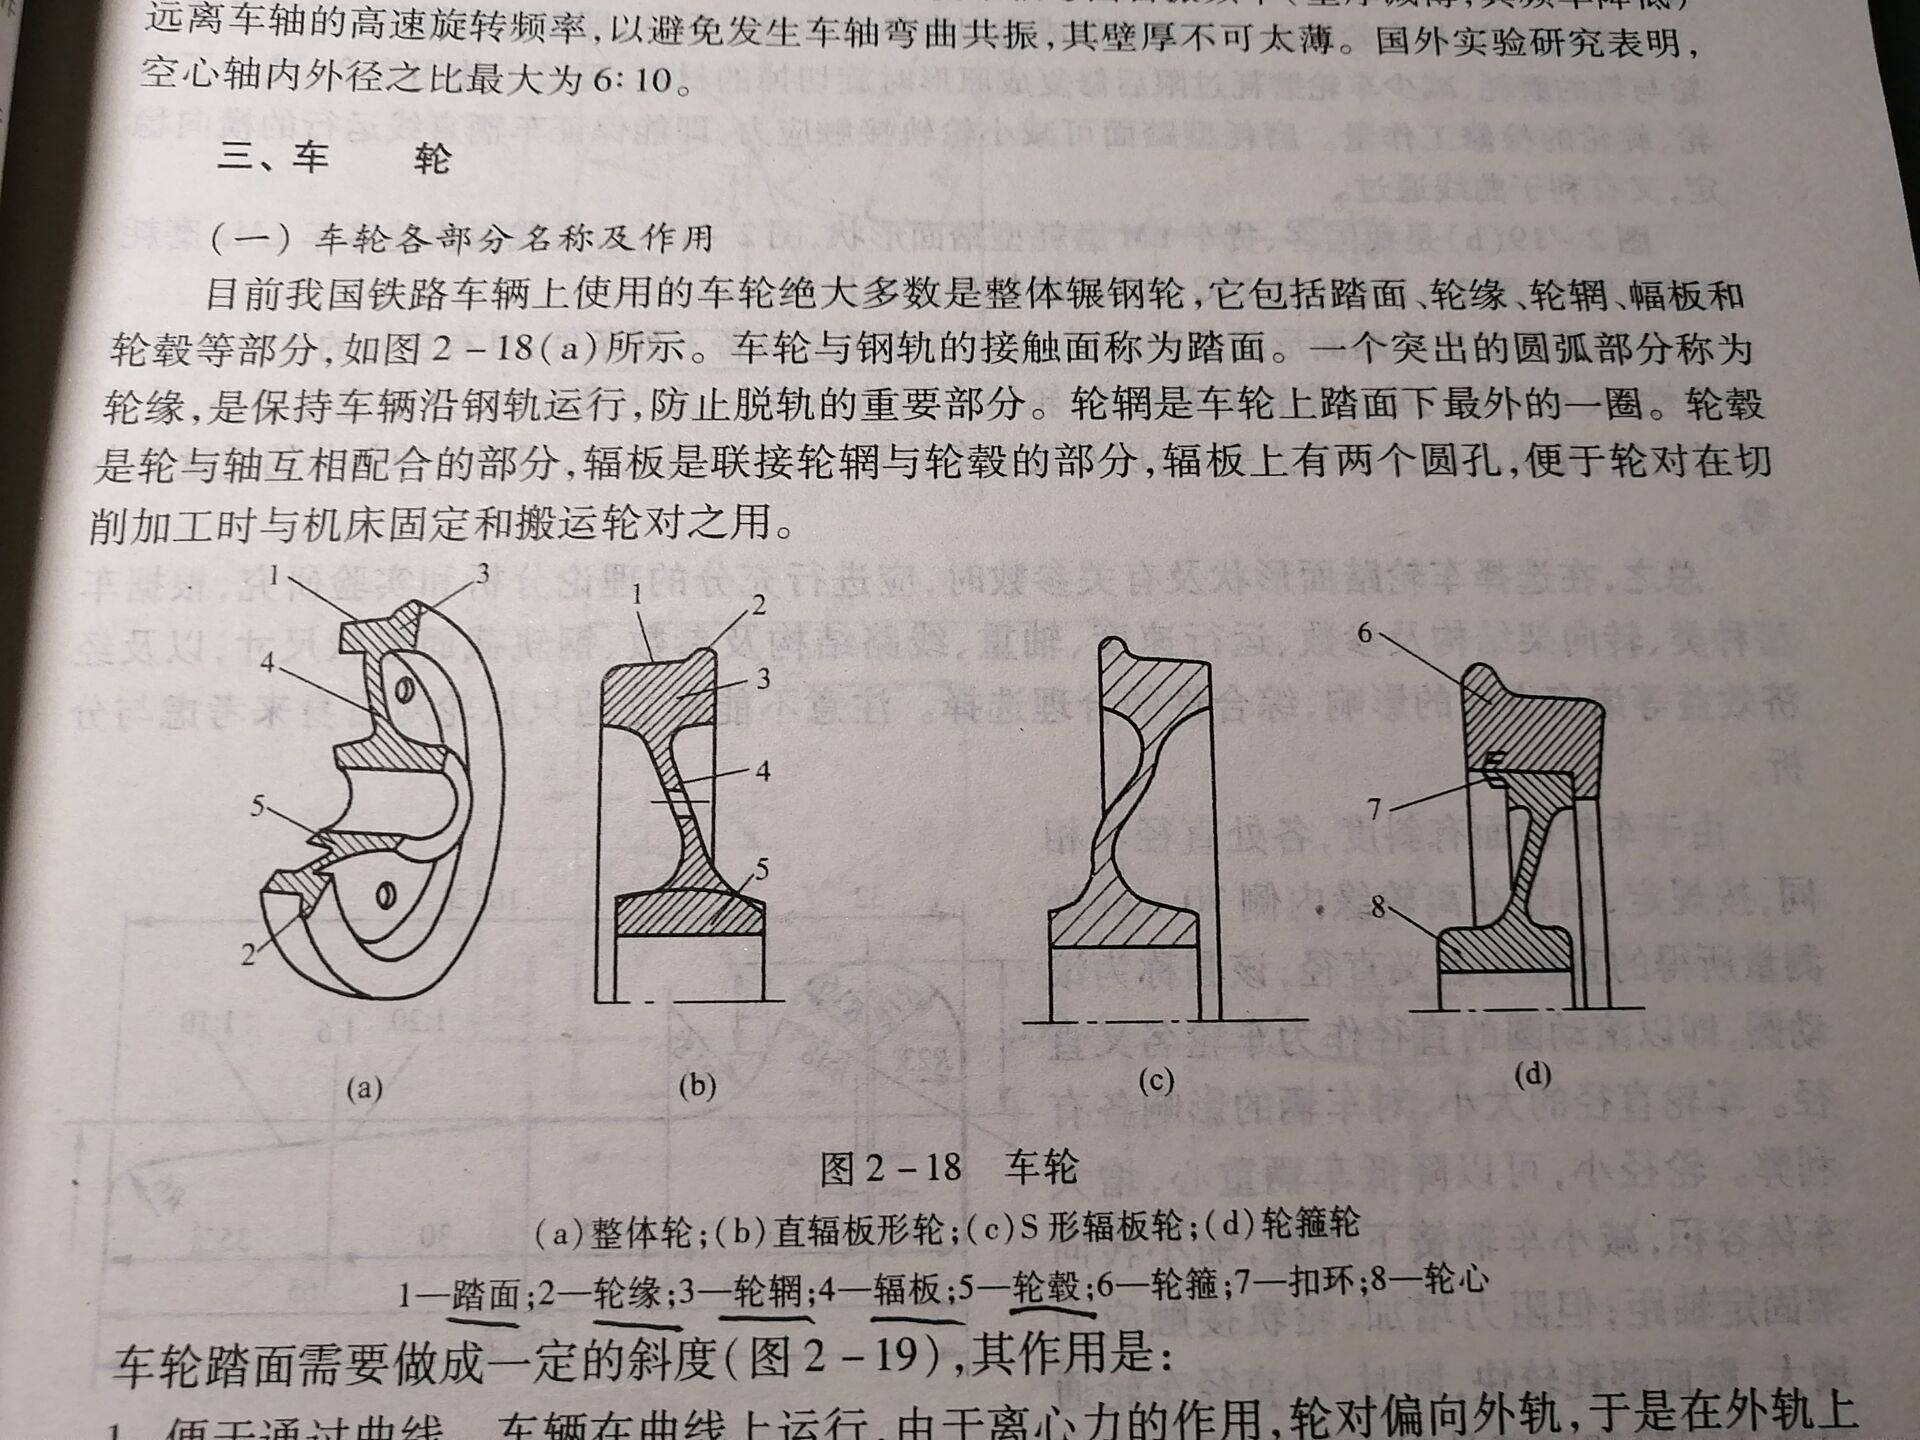 远离车轴的高速旋转频率,以避免发生车轴弯曲共振,其壁厚不可太薄。国外实验研究表明,
空心轴内外径之比最大为6:10。
三、车 轮
(一)车轮各部分名称及作用
目前我国铁路车辆上使用的车轮绝大多数是整体辗钢轮,它包括踏面、轮缘、轮辋、幅板和
轮毂等部分,如图2-18(a)所示。车轮与钢轨的接触面称为踏面。一个突出的圆弧部分称为
轮缘,是保持车辆沿钢轨运行,防止脱轨的重要部分。轮辋是车轮上踏面下最外的一圈。轮毂
是轮与轴互相配合的部分,辐板是联接轮辋与轮毂的部分,辐板上有两个圆孔,便于轮对在切
削加工时与机床固定和搬运轮对之用。
1 3 4 5 2
1 2 3 4 5
6 7 8
(a) (b) (c) (d)
图2-18 车轮
(a)整体轮;(b)直辐板形轮;(c)S形辐板轮;(d)轮箍轮
1—踏面;2—轮缘;3—轮辋;4—辐板;5—轮毂;6—轮箍;7—扣环;8—轮心
车轮踏面需要做成一定的斜度(图2-19),其作用是:
1. 便于通过曲线。车辆在曲线上运行,由于离心力的作用,轮对偏向外轨,于是在外轨上